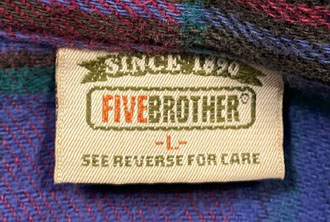 SINCE 1890
FIVEBROTHER®
-L-
SEE REVERSE FOR CARE